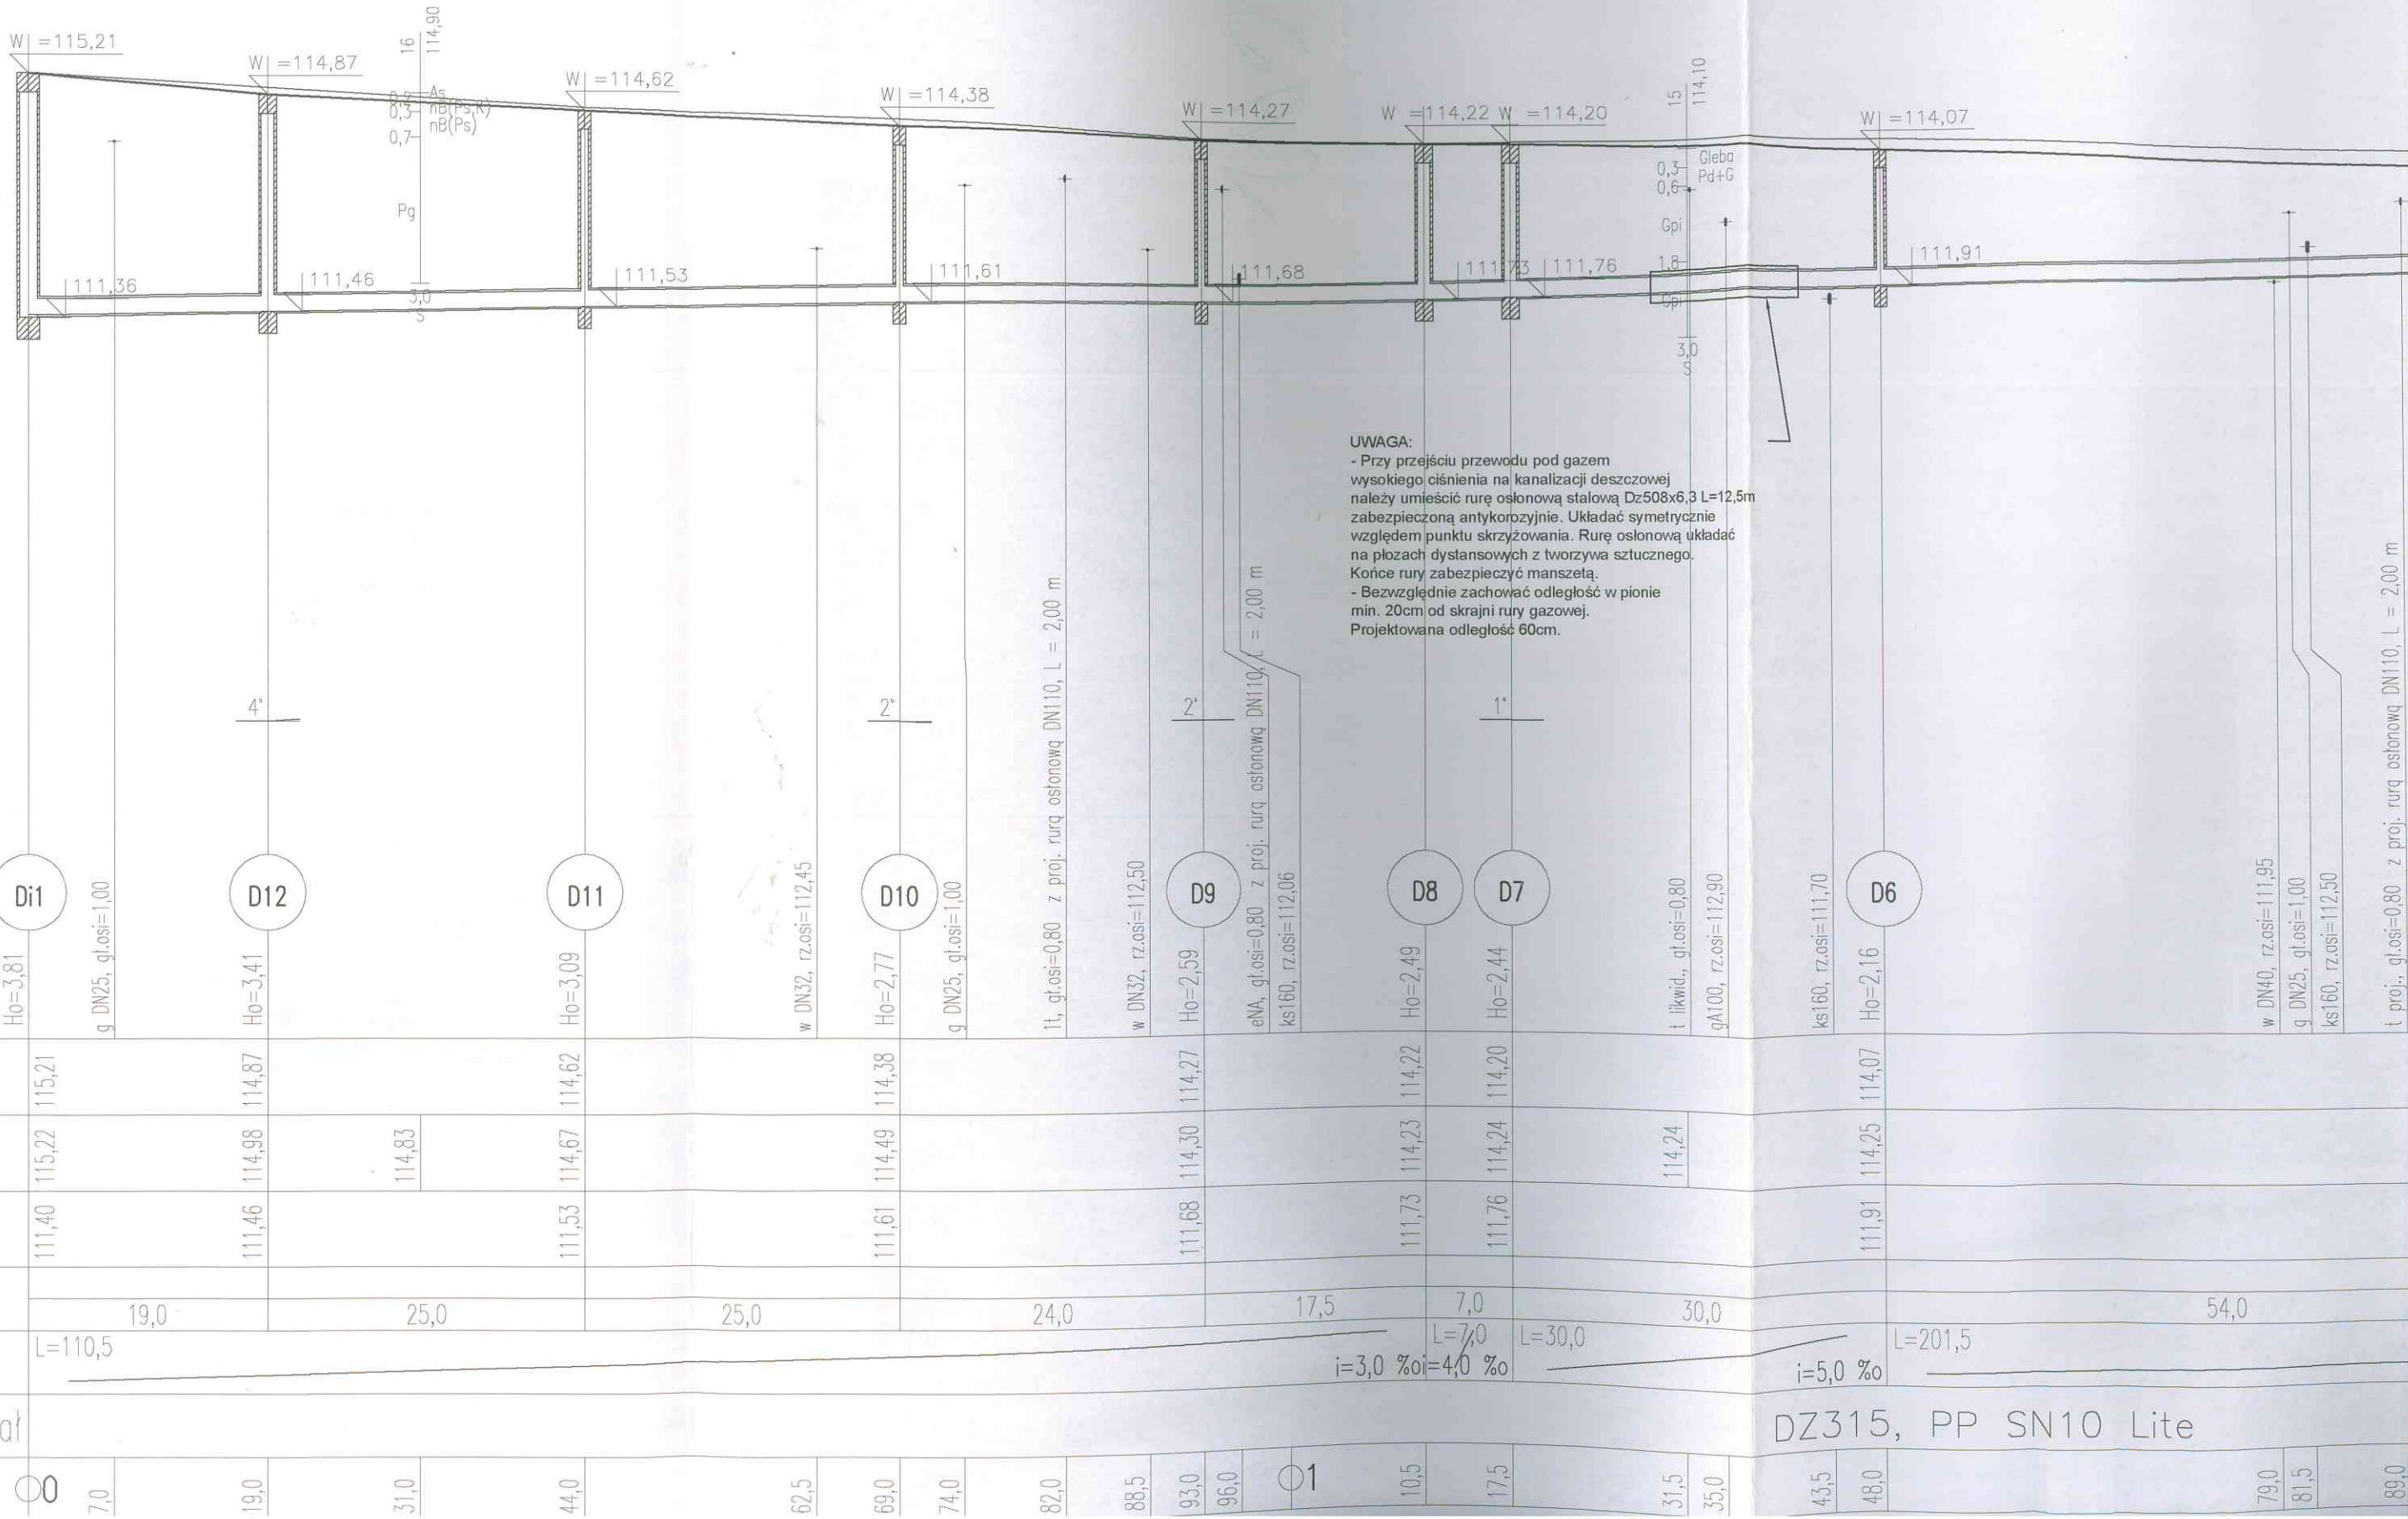 W =115,21
W =114,87
16
114,90
W =114,62
W =114,38
W =114,27
W =114,22
W =114,20
15
114,10
W =114,07
0,3
0,7
As
nB(Ps,K)
nB(Ps)
Pg
3,0
S
Gleba
0,3
Pd+G
0,6
Gpi
1,8
Gpi
3,0
S
111,36
111,46
111,53
111,61
111,68
111,73
111,76
111,91
UWAGA:
- Przy przejściu przewodu pod gazem
wysokiego ciśnienia na kanalizacji deszczowej
należy umieścić rurę osłonową stalową Dz508x6,3 L=12,5m
zabezpieczoną antykorozyjnie. Układać symetrycznie
względem punktu skrzyżowania. Rurę osłonową układać
na płozach dystansowych z tworzywa sztucznego.
Końce rury zabezpieczyć manszetą.
- Bezwzględnie zachować odległość w pionie
min. 20cm od skrajni rury gazowej.
Projektowana odległość 60cm.
4°
2°
2°
1°
Di1
D12
D11
D10
D9
D8
D7
D6
Ho=3,81
g DN25, gł.osi=1,00
Ho=3,41
Ho=3,09
w DN32, rz.osi=112,45
Ho=2,77
g DN25, gł.osi=1,00
1t, gł.osi=0,80 z proj. rurą osłonową DN110, L = 2,00 m
w DN32, rz.osi=112,50
Ho=2,59
eNA, gł.osi=0,80 z proj. rurą osłonową DN110, L = 2,00 m
ks160, rz.osi=112,06
Ho=2,49
Ho=2,44
t likwid., gł.osi=0,80
gA100, rz.osi=112,90
ks160, rz.osi=111,70
Ho=2,16
w DN40, rz.osi=111,95
g DN25, gł.osi=1,00
ks160, rz.osi=112,50
t proj., gł.osi=0,80 z proj. rurą osłonową DN110, L = 2,00 m
115,21 114,87 114,62 114,38 114,27 114,22 114,20 114,07
115,22 114,98 114,83 114,67 114,49 114,30 114,23 114,24 114,24 114,25
111,40 111,46 111,53 111,61 111,68 111,73 111,76 111,91
19,0 25,0 25,0 24,0 17,5 7,0 30,0 54,0
L=110,5 L=7,0 L=30,0 L=201,5
i=3,0 ‰ i=4,0 ‰ i=5,0 ‰
ał
DZ315, PP SN10 Lite
0 7,0 19,0 31,0 44,0 62,5 69,0 74,0 82,0 88,5 93,0 96,0 1 10,5 17,5 31,5 35,0 43,5 48,0 79,0 81,5 89,0